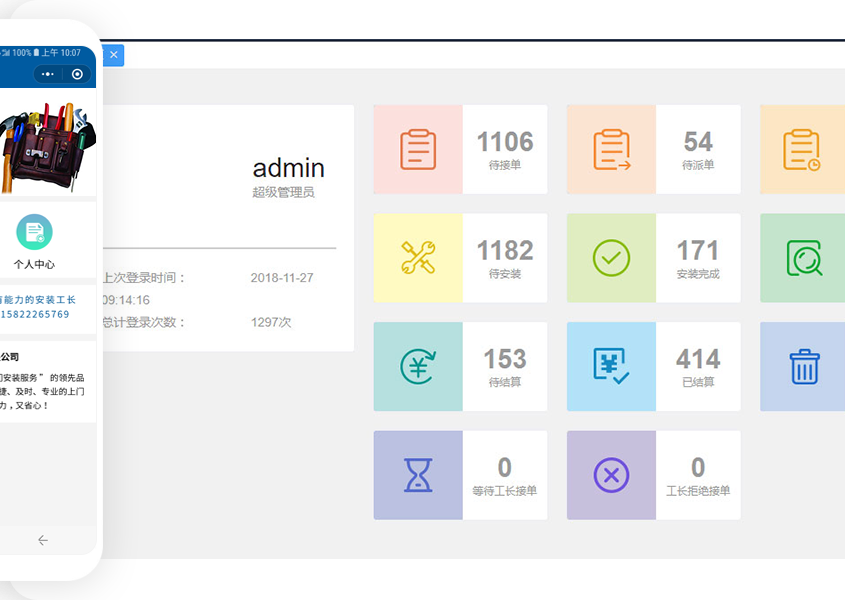 100% 上午 10:07
个人中心
有能力的安装工长
15822265769
公司
门安装服务” 的领先品
捷、及时、专业的上门
力，又省心！
admin
超级管理员
上次登录时间： 2018-11-27
09:14:16
总计登录次数： 1297次
1106
待接单
54
待派单
1182
待安装
171
安装完成
153
待结算
414
已结算
0
等待工长接单
0
工长拒绝接单